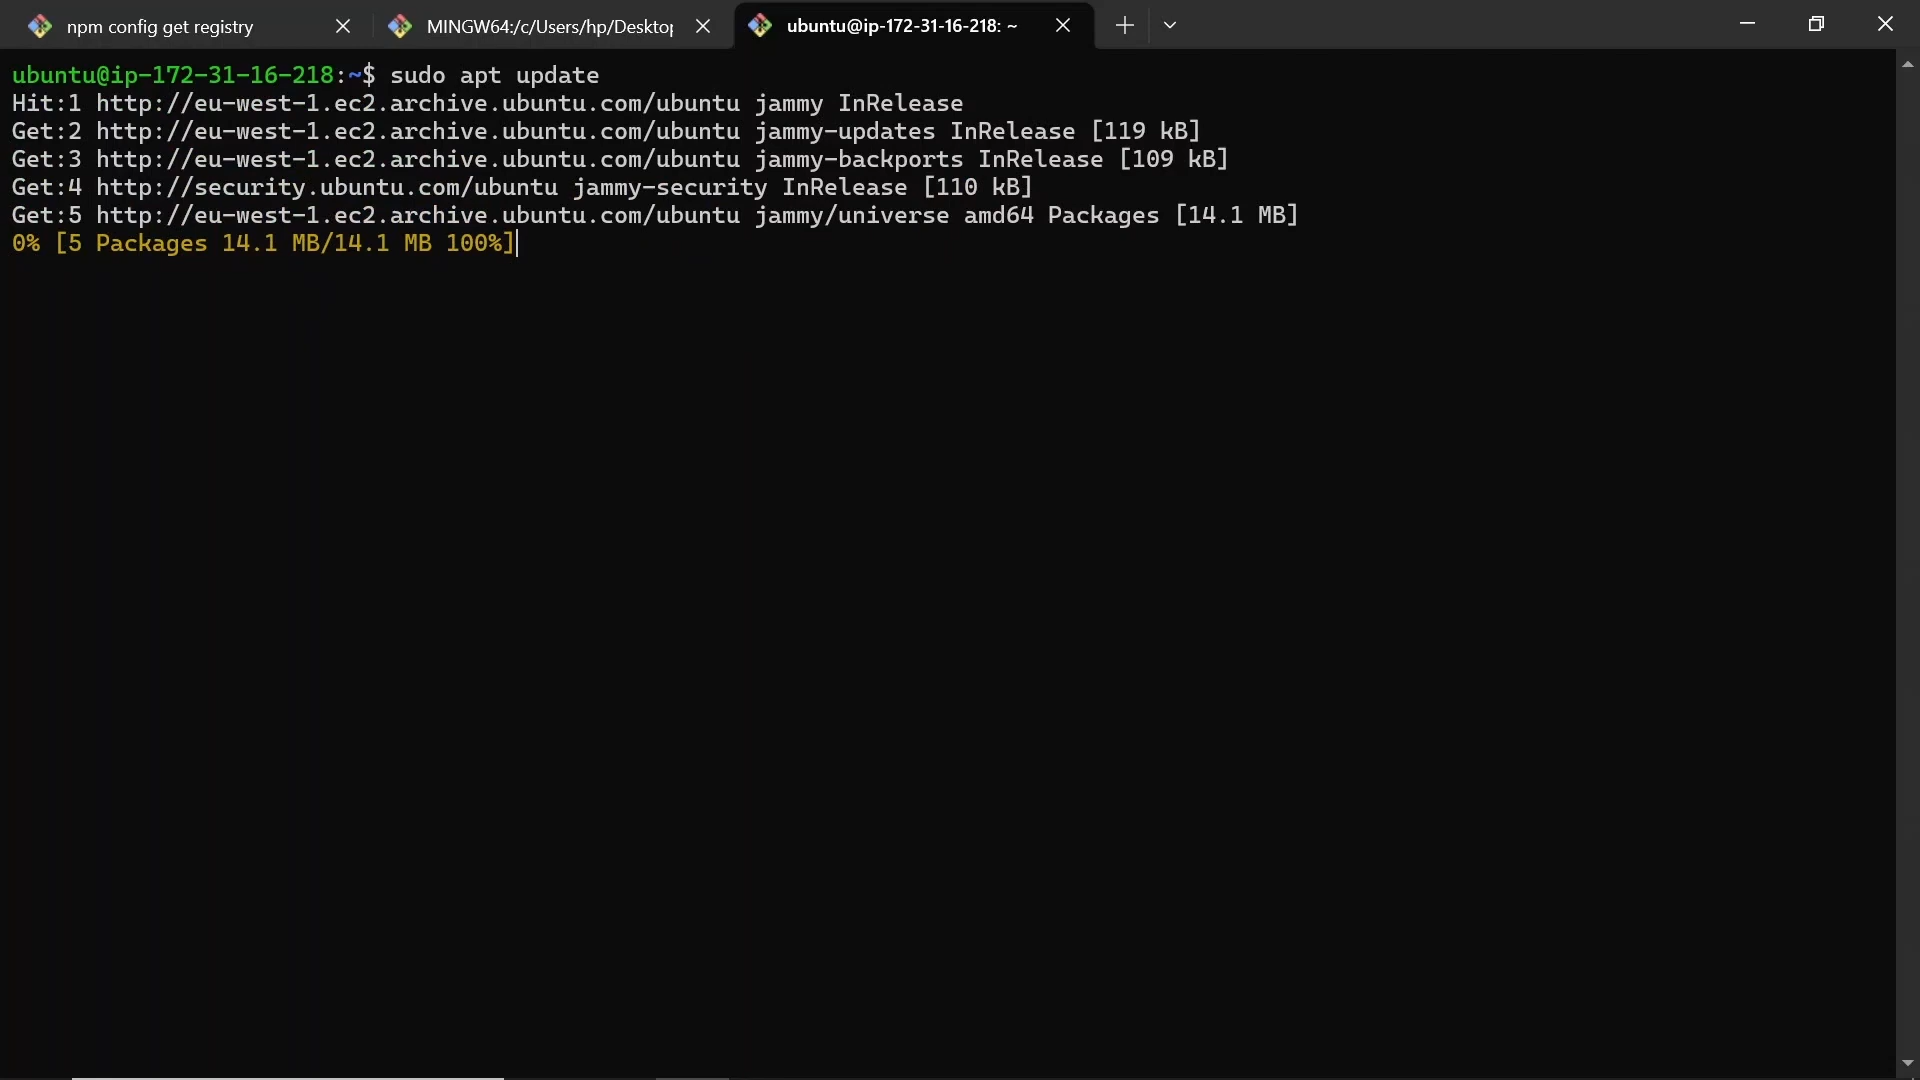 npm config get registry
MINGW64:/c/Users/hp/Desktop
ubuntu@ip-172-31-16-218: ~
ubuntu@ip-172-31-16-218:~$ sudo apt update
Hit:1 http://eu-west-1.ec2.archive.ubuntu.com/ubuntu jammy InRelease
Get:2 http://eu-west-1.ec2.archive.ubuntu.com/ubuntu jammy-updates InRelease [119 kB]
Get:3 http://eu-west-1.ec2.archive.ubuntu.com/ubuntu jammy-backports InRelease [109 kB]
Get:4 http://security.ubuntu.com/ubuntu jammy-security InRelease [110 kB]
Get:5 http://eu-west-1.ec2.archive.ubuntu.com/ubuntu jammy/universe amd64 Packages [14.1 MB]
0% [5 Packages 14.1 MB/14.1 MB 100%]